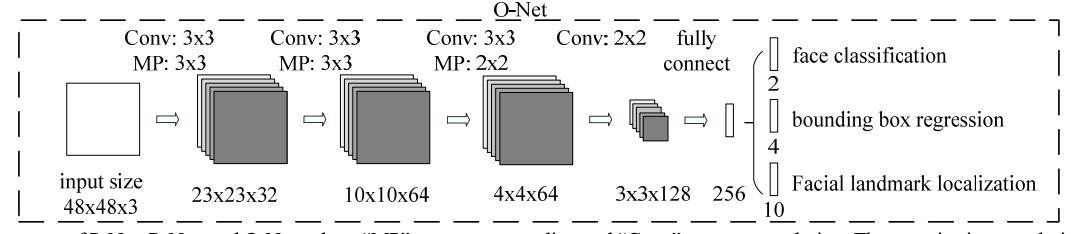 O-Net
Conv: 3x3 Conv: 3x3 Conv: 3x3 Conv: 2x2 fully
MP: 3x3 MP: 3x3 MP: 2x2 connect
face classification
2
bounding box regression
4
Facial landmark localization
10
input size
48x48x3
23x23x32 10x10x64 4x4x64 3x3x128 256